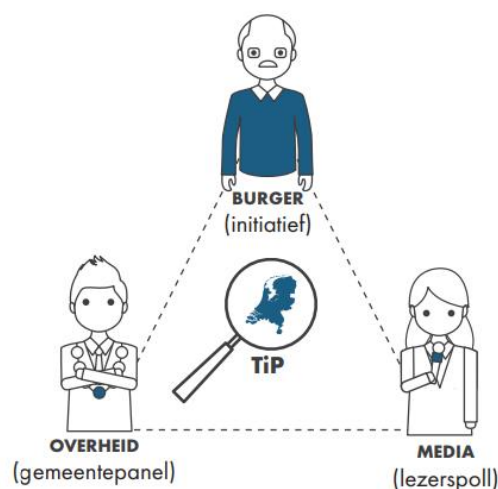 BURGER
(initiatief)
TiP
OVERHEID
(gemeentepanel)
MEDIA
(lezerspoll)